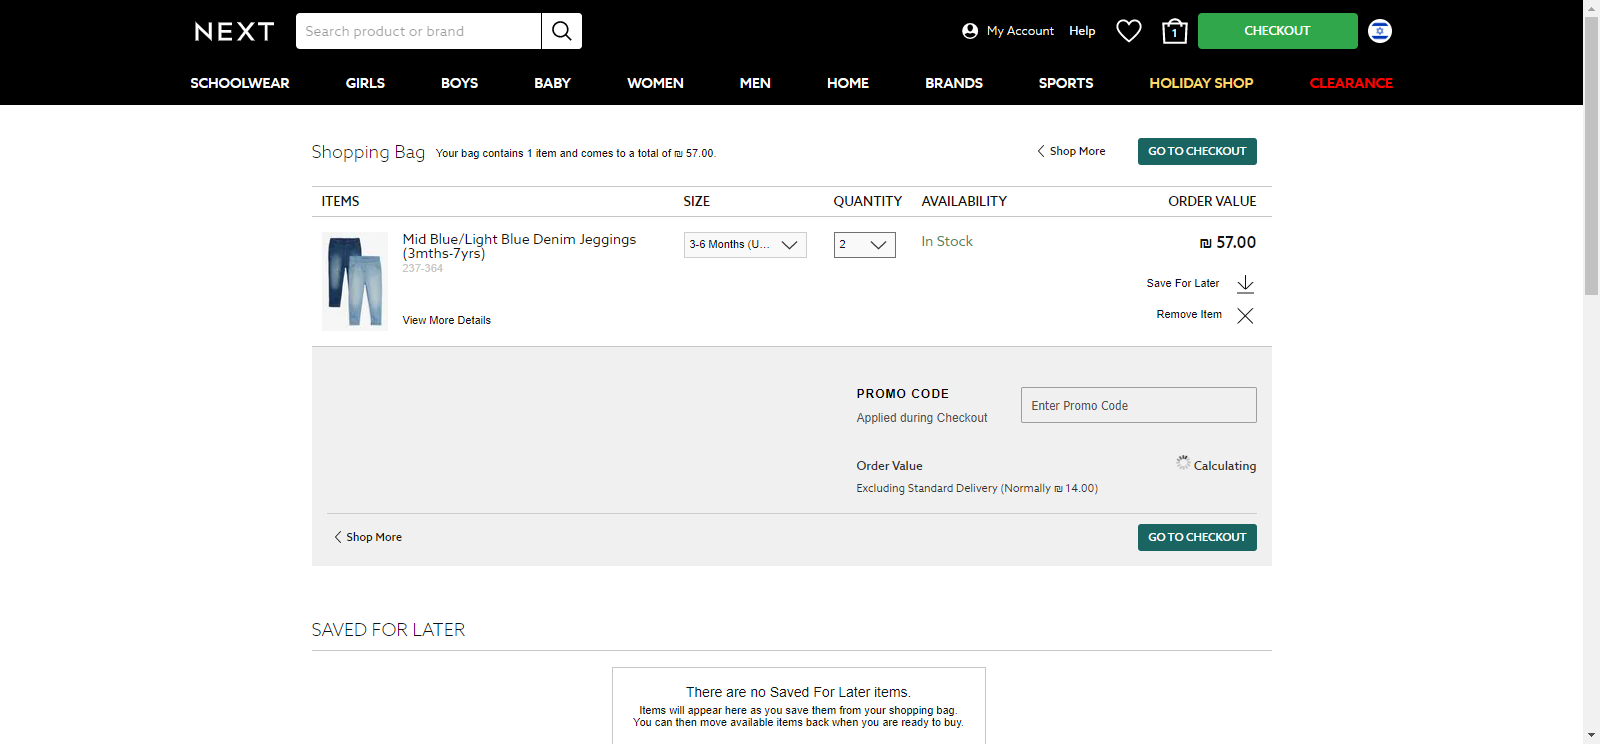 NEXT
Search product or brand
My Account
Help
1
CHECKOUT
SCHOOLWEAR GIRLS BOYS BABY WOMEN MEN HOME BRANDS SPORTS HOLIDAY SHOP CLEARANCE
Shopping Bag Your bag contains 1 item and comes to a total of ₪ 57.00.
Shop More
GO TO CHECKOUT
ITEMS SIZE QUANTITY AVAILABILITY ORDER VALUE
Mid Blue/Light Blue Denim Jeggings
(3mths-7yrs)
237-364
View More Details
3-6 Months (U...
2
In Stock
₪ 57.00
Save For Later
Remove Item
PROMO CODE
Applied during Checkout
Enter Promo Code
Order Value
Calculating
Excluding Standard Delivery (Normally ₪ 14.00)
Shop More
GO TO CHECKOUT
SAVED FOR LATER
There are no Saved For Later items.
Items will appear here as you save them from your shopping bag.
You can then move available items back when you are ready to buy.